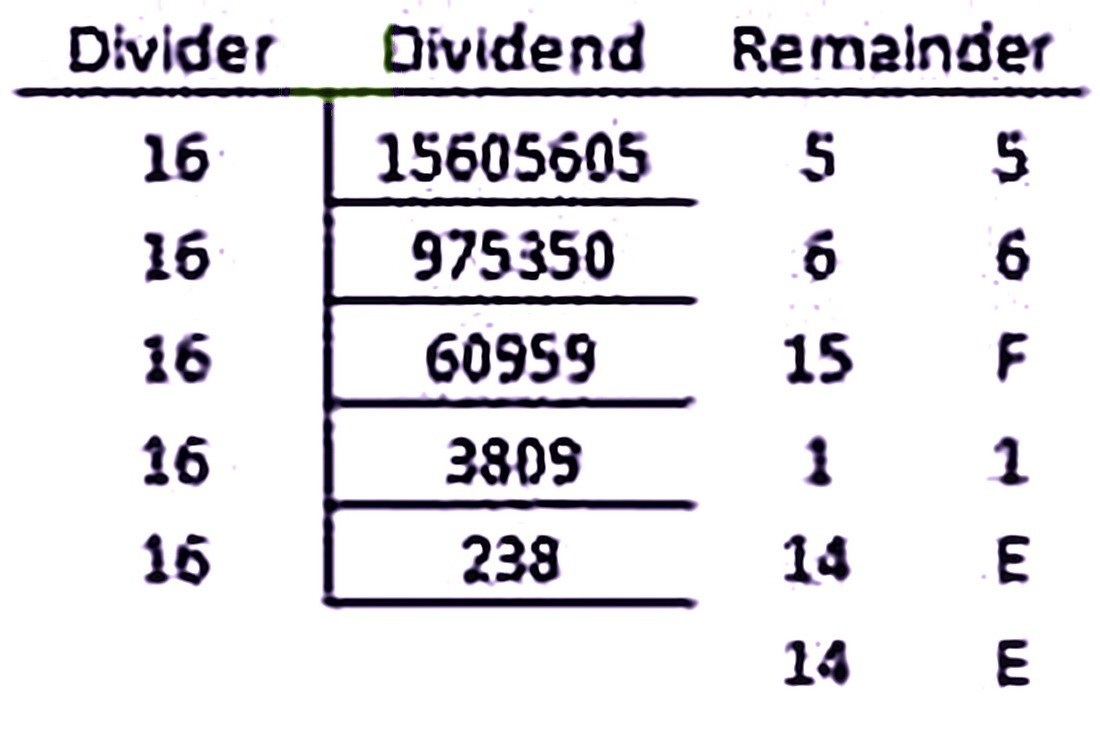 Divider Dividend Remainder
16 15605605 5 5
16 975350 6 6
16 60959 15 F
16 3809 1 1
16 238 14 E
14 E